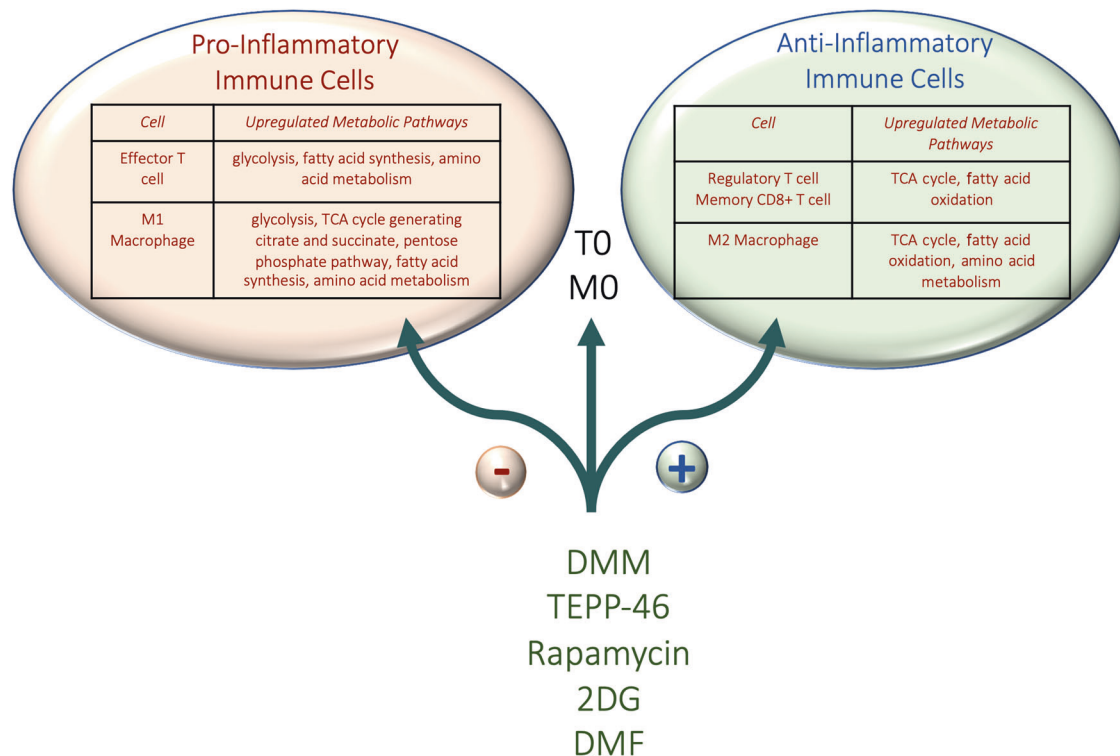 Pro-Inflammatory
Immune Cells
Cell
Upregulated Metabolic Pathways
Effector T
cell
glycolysis, fatty acid synthesis, amino
acid metabolism
M1
Macrophage
glycolysis, TCA cycle generating
citrate and succinate, pentose
phosphate pathway, fatty acid
synthesis, amino acid metabolism
T0
M0
Anti-Inflammatory
Immune Cells
Cell
Upregulated Metabolic
Pathways
Regulatory T cell
Memory CD8+ T cell
TCA cycle, fatty acid
oxidation
M2 Macrophage
TCA cycle, fatty acid
oxidation, amino acid
metabolism
-
+
DMM
TEPP-46
Rapamycin
2DG
DMF